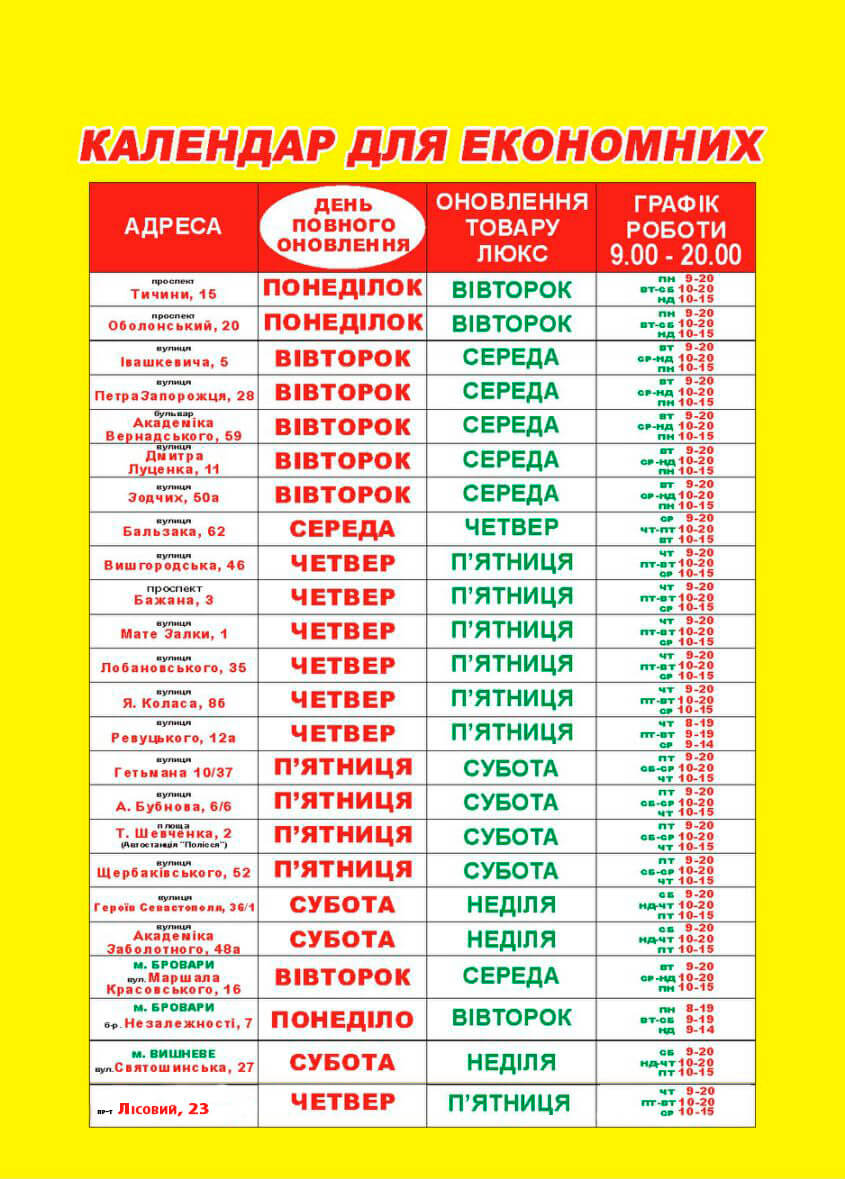 КАЛЕНДАР ДЛЯ ЕКОНОМНИХ
АДРЕСА
ДЕНЬ
ПОВНОГО
ОНОВЛЕННЯ
ОНОВЛЕННЯ
ТОВАРУ
ЛЮКС
ГРАФІК
РОБОТИ
9.00 - 20.00
проспект
Тичини, 15
ПОНЕДІЛОК
ВІВТОРОК
ПН 9-20
ВТ-СБ 10-20
НД 10-15
проспект
Оболонський, 20
ПОНЕДІЛОК
ВІВТОРОК
ПН 9-20
ВТ-СБ 10-20
НД 10-15
вулиця
Івашкевича, 5
ВІВТОРОК
СЕРЕДА
ВТ 9-20
СР-НД 10-20
ПН 10-15
вулиця
ПетраЗапорожця, 28
ВІВТОРОК
СЕРЕДА
ВТ 9-20
СР-НД 10-20
ПН 10-15
бульвар
Академіка
Вернадського, 59
ВІВТОРОК
СЕРЕДА
ВТ 9-20
СР-НД 10-20
ПН 10-15
вулиця
Дмитра
Луценка, 11
ВІВТОРОК
СЕРЕДА
ВТ 9-20
СР-НД 10-20
ПН 10-15
вулиця
Зодчих, 50а
ВІВТОРОК
СЕРЕДА
ВТ 9-20
СР-НД 10-20
ПН 10-15
вулиця
Бальзака, 62
СЕРЕДА
ЧЕТВЕР
СР 9-20
ЧТ-ПТ 10-20
ВТ 10-15
вулиця
Вишгородська, 46
ЧЕТВЕР
П'ЯТНИЦЯ
ЧТ 9-20
ПТ-ВТ 10-20
СР 10-15
проспект
Бажана, 3
ЧЕТВЕР
П'ЯТНИЦЯ
ЧТ 9-20
ПТ-ВТ 10-20
СР 10-15
вулиця
Мате Залки, 1
ЧЕТВЕР
П'ЯТНИЦЯ
ЧТ 9-20
ПТ-ВТ 10-20
СР 10-15
вулиця
Лобановського, 35
ЧЕТВЕР
П'ЯТНИЦЯ
ЧТ 9-20
ПТ-ВТ 10-20
СР 10-15
вулиця
Я. Коласа, 8б
ЧЕТВЕР
П'ЯТНИЦЯ
ЧТ 9-20
ПТ-ВТ 10-20
СР 10-15
вулиця
Ревуцького, 12а
ЧЕТВЕР
П'ЯТНИЦЯ
ЧТ 8-19
ПТ-ВТ 9-19
СР 9-14
вулиця
Гетьмана 10/37
П'ЯТНИЦЯ
СУБОТА
ПТ 9-20
СБ-СР 10-20
ЧТ 10-15
вулиця
А. Бубнова, 6/6
П'ЯТНИЦЯ
СУБОТА
ПТ 9-20
СБ-СР 10-20
ЧТ 10-15
площа
Т. Шевченка, 2
(Автостанція "Полісся")
П'ЯТНИЦЯ
СУБОТА
ПТ 9-20
СБ-СР 10-20
ЧТ 10-15
вулиця
Щербаківського, 52
П'ЯТНИЦЯ
СУБОТА
ПТ 9-20
СБ-СР 10-20
ЧТ 10-15
вулиця
Героїв Севастополя, 36/1
СУБОТА
НЕДІЛЯ
СБ 9-20
НД-ЧТ 10-20
ПТ 10-15
вулиця
Академіка
Заболотного, 48а
СУБОТА
НЕДІЛЯ
СБ 9-20
НД-ЧТ 10-20
ПТ 10-15
м. БРОВАРИ
вул. Маршала
Красовського, 16
ВІВТОРОК
СЕРЕДА
ВТ 9-20
СР-НД 10-20
ПН 10-15
м. БРОВАРИ
б-р. Незалежності, 7
ПОНЕДІЛО
ВІВТОРОК
ПН 8-19
ВТ-СБ 9-19
НД 9-14
м. ВИШНЕВЕ
вул. Святошинська, 27
СУБОТА
НЕДІЛЯ
СБ 9-20
НД-ЧТ 10-20
ПТ 10-15
пр-т Лісовий, 23
ЧЕТВЕР
П'ЯТНИЦЯ
ЧТ 9-20
ПТ-ВТ 10-20
СР 10-15